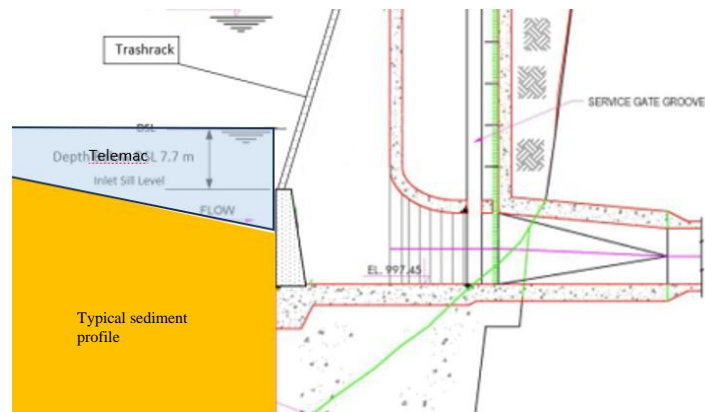 Trashrack
SERVICE GATE GROOVE
DSL
Telemac
Depth DSL 7.7 m
Inlet Sill Level
FLOW
EL. 997.45
Typical sediment
profile